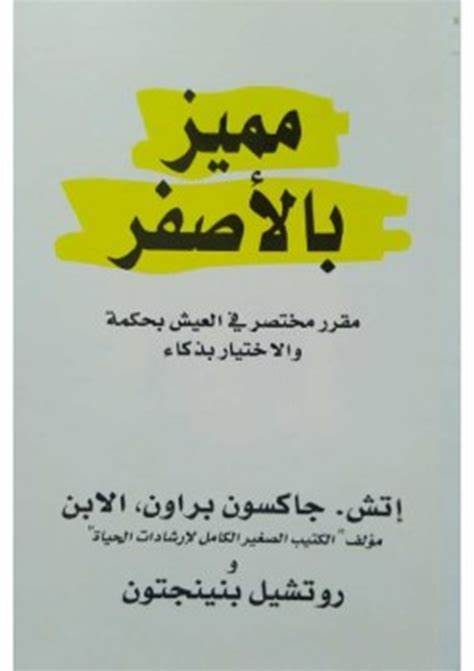 مميز
بالأصفر
مقرر مختصر في العيش بحكمة
والاختيار بذكاء
إتش. جاكسون براون، الابن
مؤلف "الكتيب الصغير الكامل لإرشادات الحياة"
و
روتشيل بنينجتون